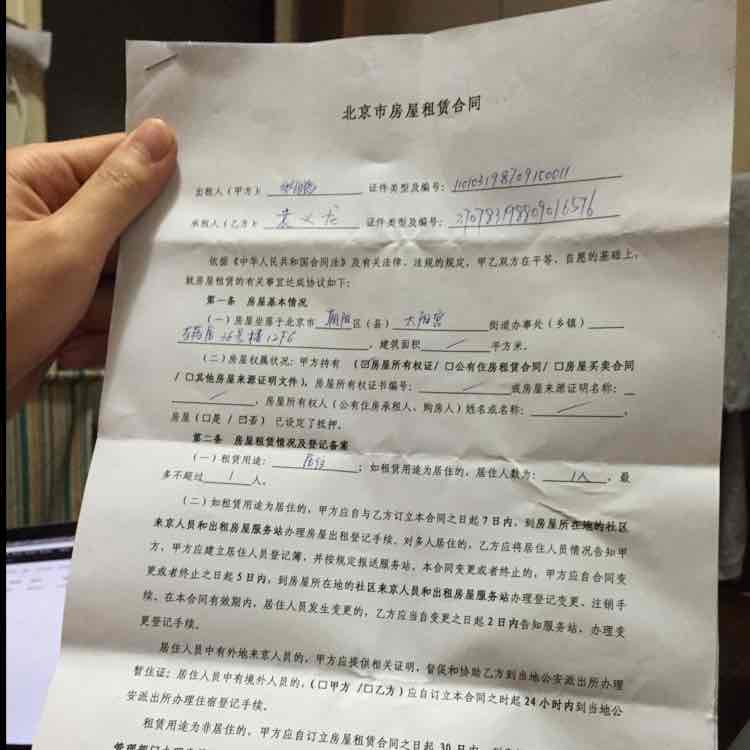 北京市房屋租赁合同
出租人（甲方）： 证件类型及编号：110103198709150011
承租人（乙方）：袁义龙 证件类型及编号：370783198809016576
依据《中华人民共和国合同法》及有关法律、法规的规定，甲乙双方在平等、自愿的基础上，
就房屋租赁的有关事宜达成协议如下：
第一条 房屋基本情况
（一）房屋坐落于北京市 朝阳 区（县） 太阳宫 街道办事处（乡镇）
芍药居 26号楼1276 ，建筑面积 / 平方米。
（二）房屋权属状况：甲方持有（☑房屋所有权证/□公有住房租赁合同/□房屋买卖合同
/□其他房屋来源证明文件），房屋所有权证书编号： / 或房屋来源证明名称：
/ ，房屋所有权人（公有住房承租人、购房人）姓名或名称： / ，
房屋（□是 / ☑否）已设定了抵押。
第二条 房屋租赁情况及登记备案
（一）租赁用途： 居住 ；如租赁用途为居住的，居住人数为： 1人 ，最
多不超过 1 人。
（二）如租赁用途为居住的，甲方应自与乙方订立本合同之日起7日内，到房屋所在地的社区
来京人员和出租房屋服务站办理房屋出租登记手续。对多人居住的，乙方应将居住人员情况告知甲
方，甲方应建立居住人员登记簿，并按规定报送服务站。本合同变更或者终止的，甲方应自合同变
更或者终止之日起5日内，到房屋所在地的社区来京人员和出租房屋服务站办理登记变更、注销手
续。在本合同有效期内，居住人员发生变更的，乙方应当自变更之日起2日内告知服务站，办理变
更登记手续。
居住人员中有外地来京人员的，甲方应提供相关证明，督促和协助乙方到当地公安派出所办理
暂住证；居住人员中有境外人员的，（□甲方 /□乙方）应自订立本合同之时起24小时内到当地公
安派出所办理住宿登记手续。
租赁用途为非居住的，甲方应自订立房屋租赁合同之日起30日内，